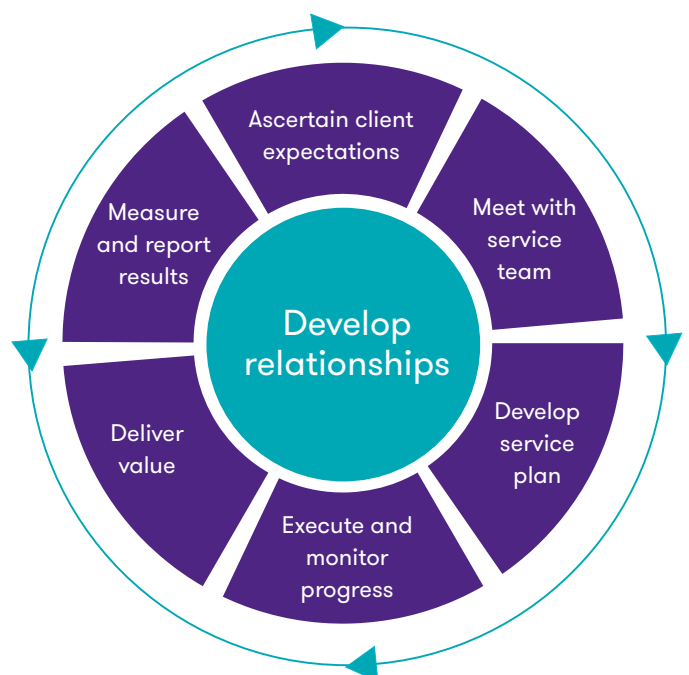 Ascertain client
expectations
Meet with
service
team
Develop
service
plan
Execute and
monitor
progress
Deliver
value
Measure
and report
results
Develop
relationships